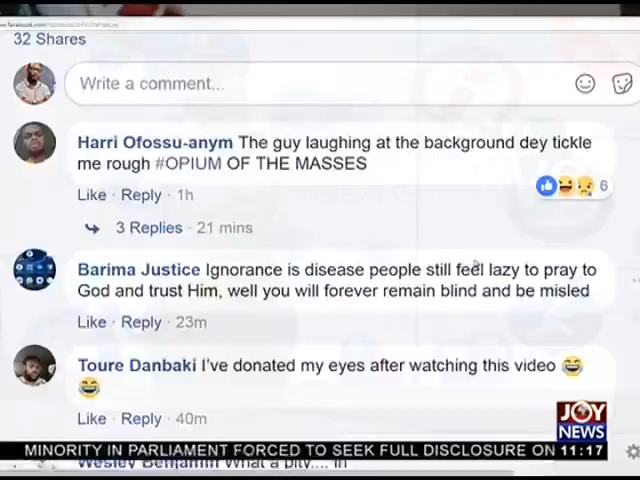 32 Shares
Write a comment...
Harri Ofossu-anym The guy laughing at the background dey tickle
me rough #OPIUM OF THE MASSES
6
Like · Reply · 1h
3 Replies · 21 mins
Barima Justice Ignorance is disease people still feel lazy to pray to
God and trust Him, well you will forever remain blind and be misled
Like · Reply · 23m
Toure Danbaki I've donated my eyes after watching this video 😂
😂
Like · Reply · 40m
JOY
NEWS
MINORITY IN PARLIAMENT FORCED TO SEEK FULL DISCLOSURE ON 11:17
Wesley Benjamin What a pity....